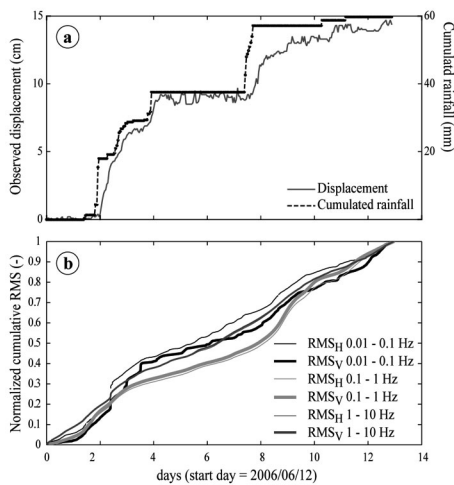 a
Observed displacement (cm)
15
10
5
0
60
40
20
0
Cumulatd rainfall (mm)
Displacement
Cumulated rainfall
b
Normalized cumulative RMS (-)
1
0.9
0.8
0.7
0.6
0.5
0.4
0.3
0.2
0.1
0
RMSH 0.01 - 0.1 Hz
RMSV 0.01 - 0.1 Hz
RMSH 0.1 - 1 Hz
RMSV 0.1 - 1 Hz
RMSH 1 - 10 Hz
RMSV 1 - 10 Hz
0 2 4 6 8 10 12 14
days (start day = 2006/06/12)